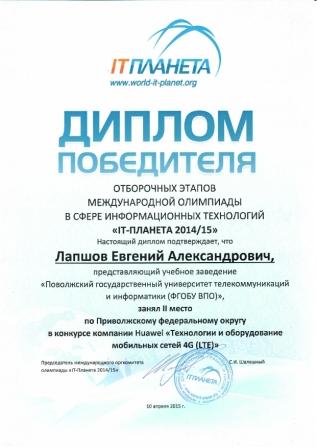 ITПЛАНЕТА
www.world-it-planet.org
ДИПЛОМ
ПОБЕДИТЕЛЯ
ОТБОРОЧНЫХ ЭТАПОВ
МЕЖДУНАРОДНОЙ ОЛИМПИАДЫ
В СФЕРЕ ИНФОРМАЦИОННЫХ ТЕХНОЛОГИЙ
«IT-ПЛАНЕТА 2014/15»
Настоящий диплом подтверждает, что
Лапшов Евгений Александрович,
представляющий учебное заведение
«Поволжский государственный университет телекоммуникаций
и информатики (ФГОБУ ВПО)»,
занял II место
по Приволжскому федеральному округу
в конкурсе компании Huawei «Технологии и оборудование
мобильных сетей 4G (LTE)»
Председатель международного оргкомитета
олимпиады «IT-Планета 2014/15»
С.И. Шалашный
ITПЛАНЕТА
10 апреля 2015 г.